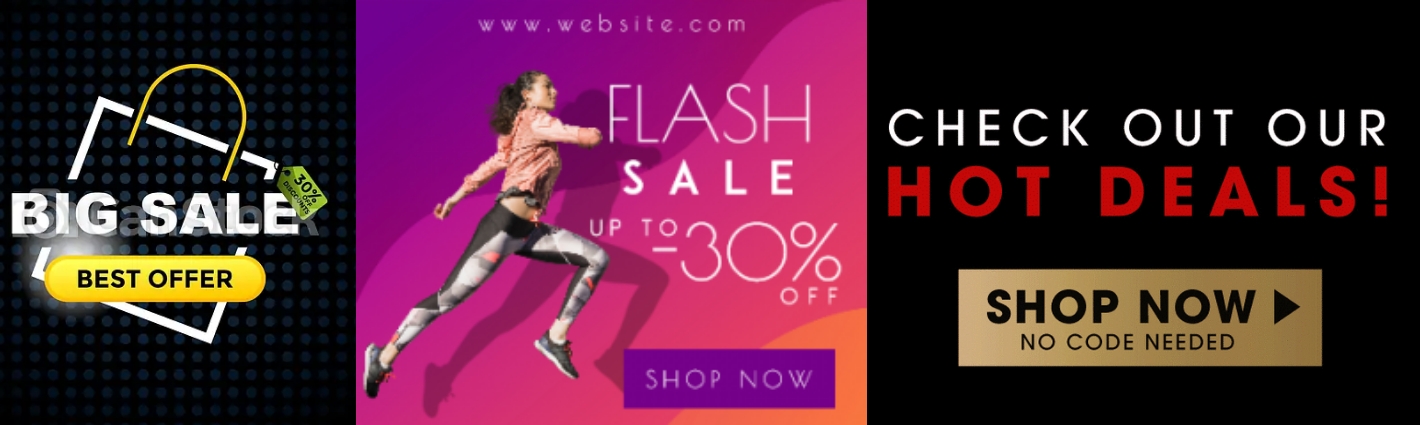 30%
OFF
DISCOUNTS
BIG SALE
BEST OFFER
www.website.com
FLASH
SALE
UP TO
-30%
OFF
SHOP NOW
CHECK OUT OUR
HOT DEALS!
SHOP NOW
NO CODE NEEDED